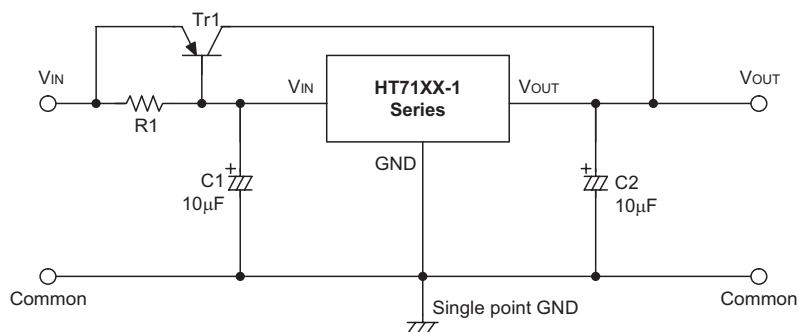 Tr1
VIN
VIN
HT71XX-1
Series
VOUT
VOUT
R1
GND
C1
10μF
C2
10μF
Common
Single point GND
Common